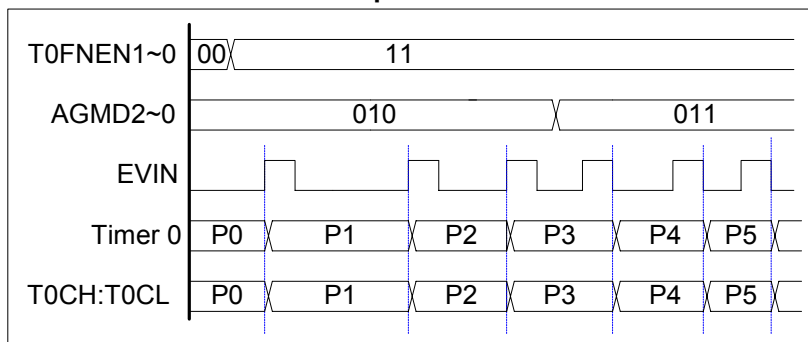 T0FNEN1~0 00 11
AGMD2~0 010 011
EVIN
Timer 0 P0 P1 P2 P3 P4 P5
T0CH:T0CL P0 P1 P2 P3 P4 P5